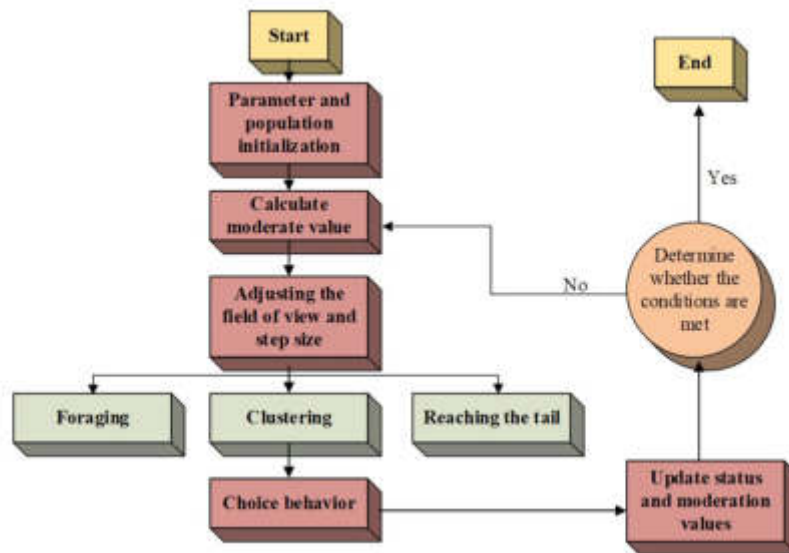 Start
Parameter and
population
initialization
Calculate
moderate value
Adjusting the
field of view and
step size
Foraging
Clustering
Reaching the tail
Choice behavior
Update status
and moderation
values
Determine
whether the
conditions are
met
No
Yes
End